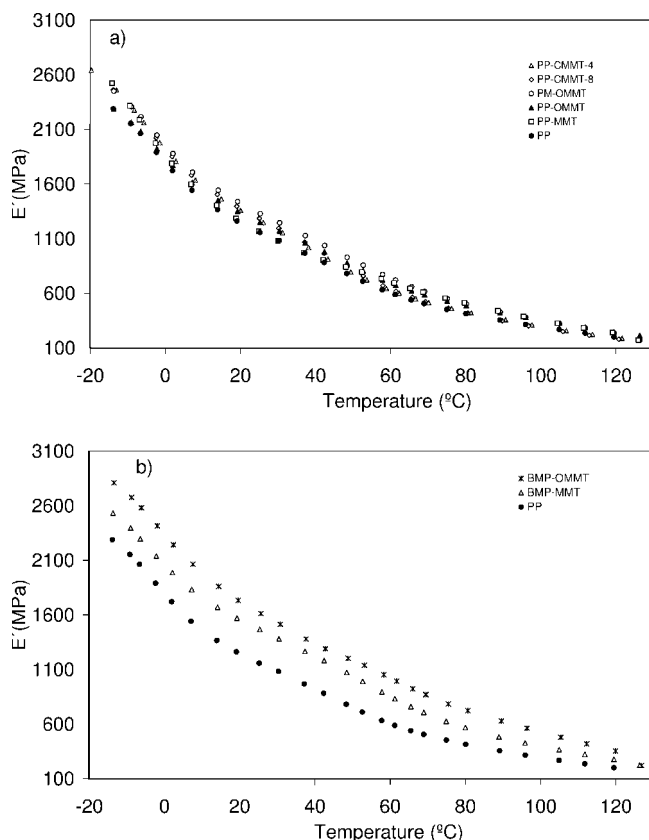 a)
3100
2600
2100
1600
1100
600
100
E´(MPa)
PP-CMMT-4
PP-CMMT-8
PM-OMMT
PP-OMMT
PP-MMT
PP
-20 0 20 40 60 80 100 120
Temperature (ºC)
b)
3100
2600
2100
1600
1100
600
100
E´(MPa)
BMP-OMMT
BMP-MMT
PP
-20 0 20 40 60 80 100 120
Temperature (ºC)